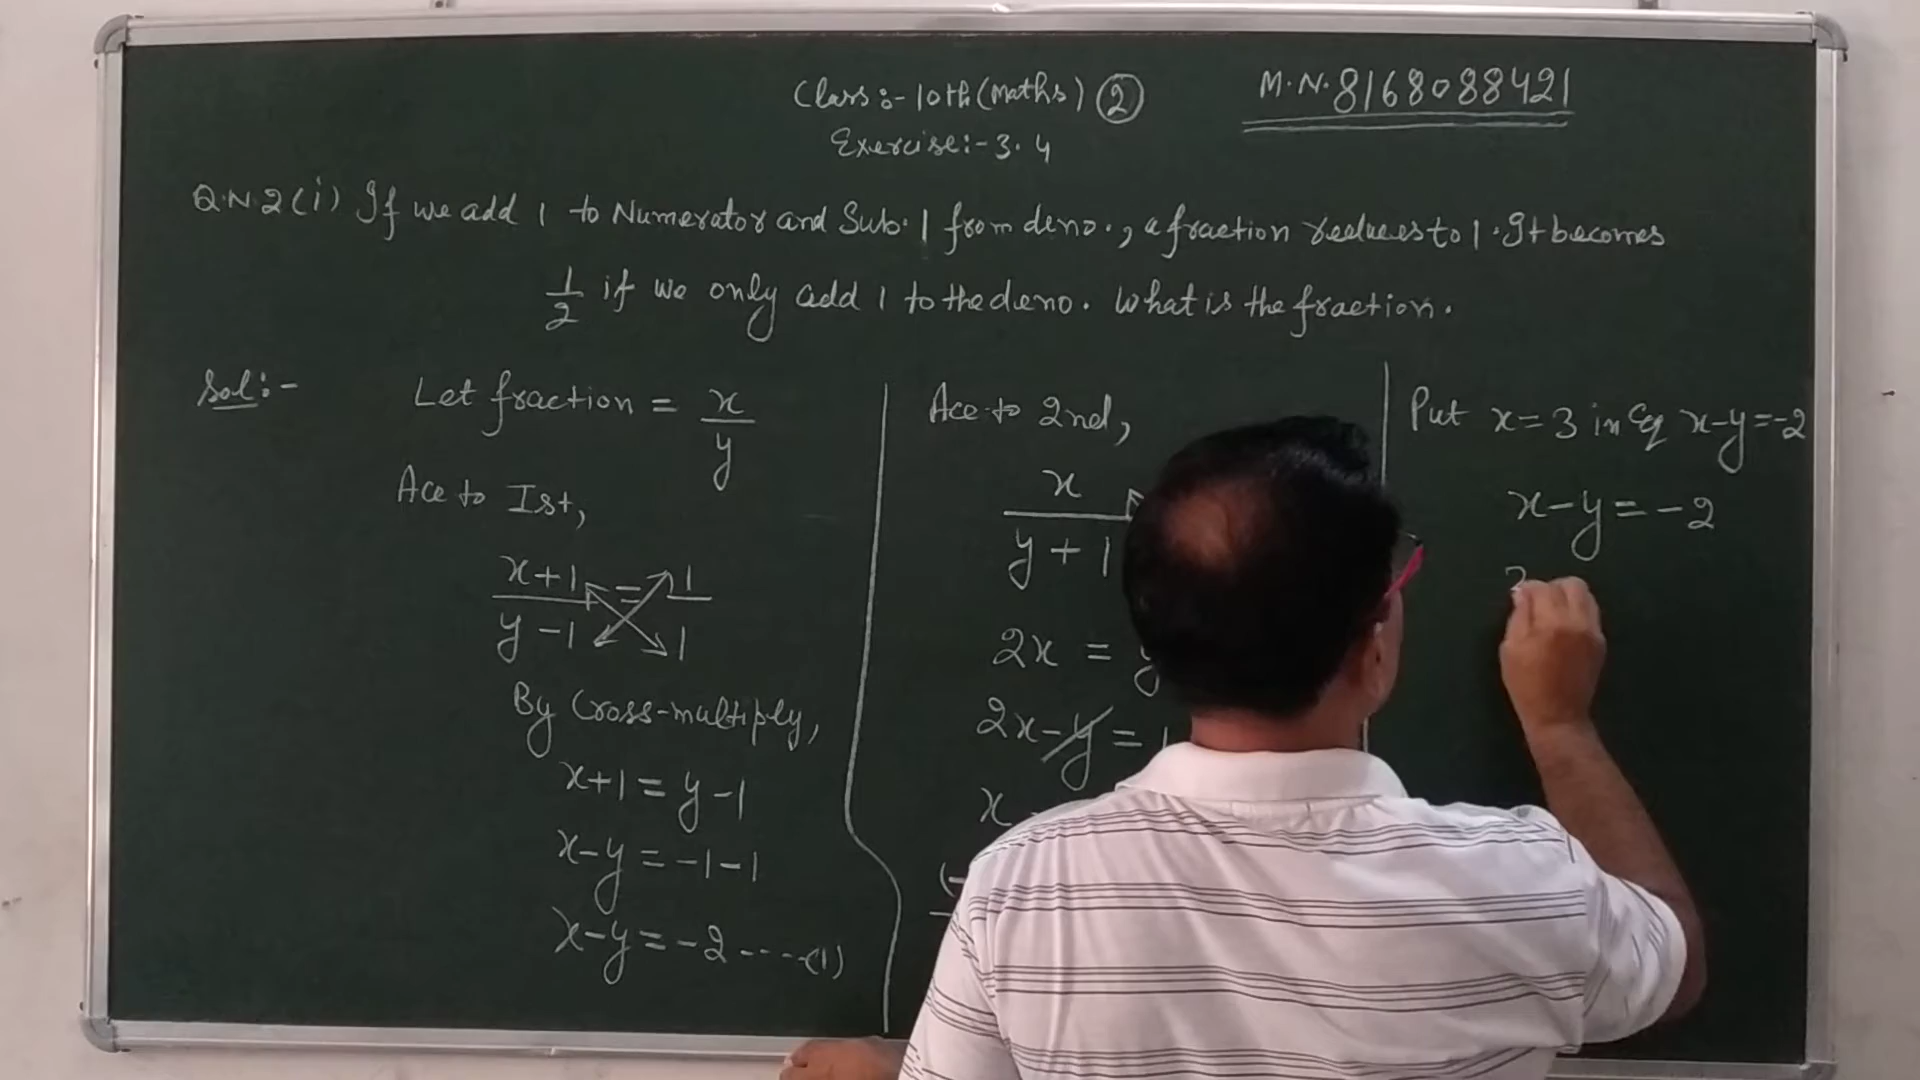 Class :- 10th (Maths) 2
Exercise:- 3.4
M.N. 8168088421
Q.N.2(i) If we add 1 to Numerator and Sub. 1 from deno., a fraction reduces to 1. It becomes
1/2 if we only add 1 to the deno. What is the fraction.
Sol:-
Let fraction = x/y
Acc to Ist,
x+1/y-1 = 1/1
By Cross-multiply,
x+1 = y-1
x-y = -1-1
x-y = -2 ----(1)
Acc to 2nd,
x/y+1
2x = y
2x-y = 1
x
(-
Put x=3 in Eq x-y=-2
x-y = -2
3